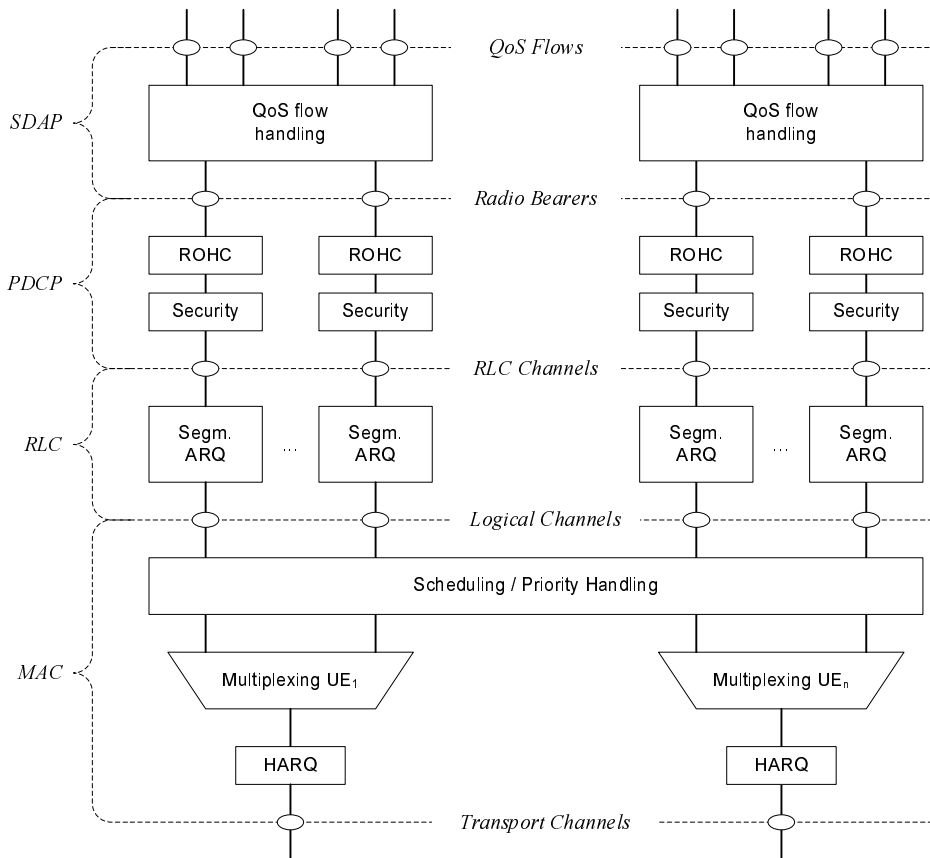 QoS Flows
SDAP
QoS flow
handling
QoS flow
handling
Radio Bearers
PDCP
ROHC
ROHC
ROHC
ROHC
Security
Security
Security
Security
RLC Channels
RLC
Segm.
ARQ
...
Segm.
ARQ
Segm.
ARQ
...
Segm.
ARQ
Logical Channels
Scheduling / Priority Handling
MAC
Multiplexing UE₁
Multiplexing UEₙ
HARQ
HARQ
Transport Channels